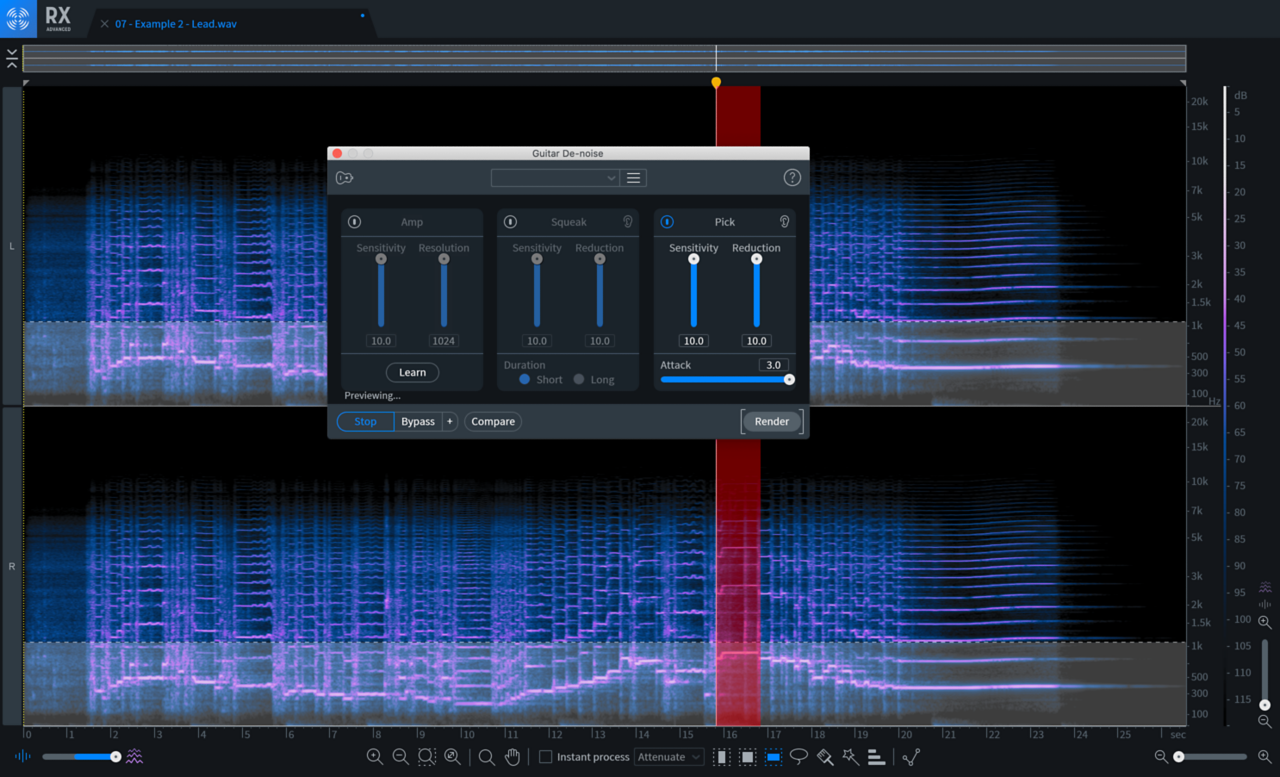 RX
ADVANCED
07 - Example 2 - Lead.wav
Guitar De-noise
Amp
Squeak
Pick
Sensitivity Resolution
Sensitivity Reduction
Sensitivity Reduction
10.0 1024
10.0 10.0
10.0 10.0
Learn
Duration
Short Long
Attack 3.0
Previewing...
Stop Bypass + Compare Render
L
R
20k
15k
10k
7k
5k
3k
2k
1.5k
1k
500
300
100
Hz
20k
15k
10k
7k
5k
3k
2k
1.5k
1k
500
300
100
dB
5
10
15
20
25
30
35
40
45
50
55
60
65
70
75
80
85
90
95
100
105
110
115
0 1 2 3 4 5 6 7 8 9 10 11 12 13 14 15 16 17 18 19 20 21 22 23 24 25 sec
Instant process Attenuate